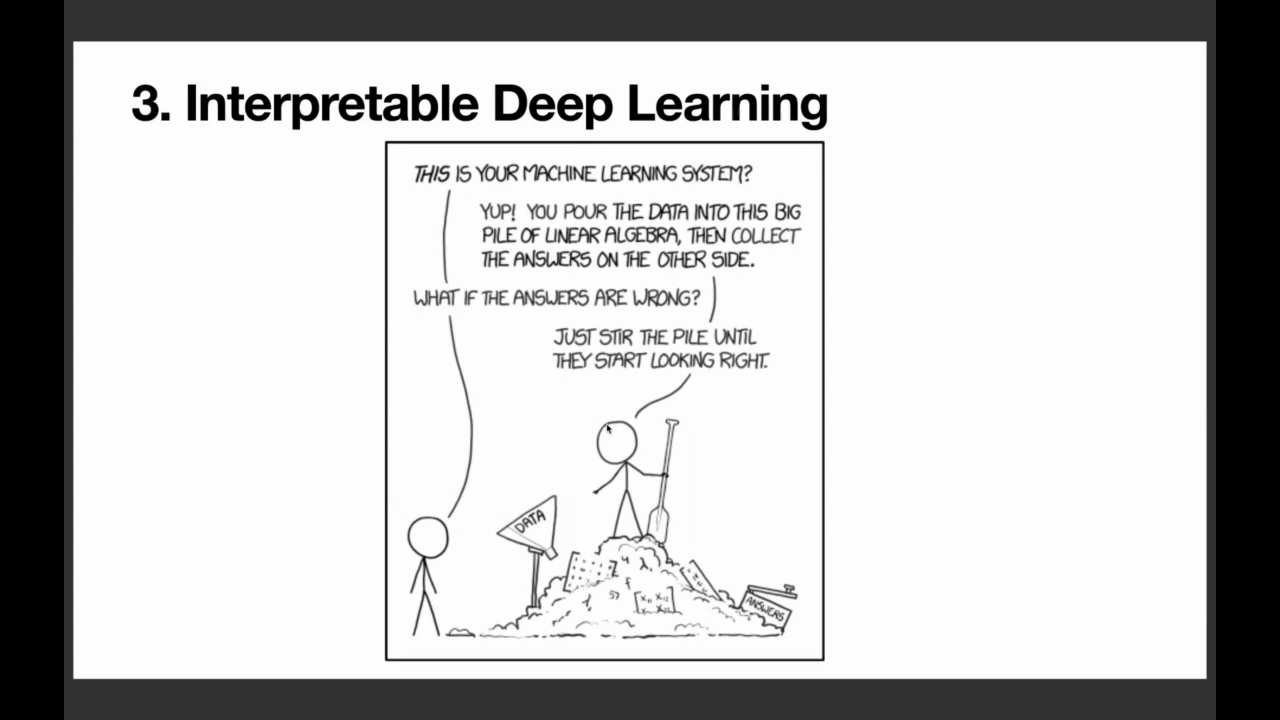 3. Interpretable Deep Learning
THIS IS YOUR MACHINE LEARNING SYSTEM?
YUP! YOU POUR THE DATA INTO THIS BIG
PILE OF LINEAR ALGEBRA, THEN COLLECT
THE ANSWERS ON THE OTHER SIDE.
WHAT IF THE ANSWERS ARE WRONG?
JUST STIR THE PILE UNTIL
THEY START LOOKING RIGHT.
DATA
ANSWERS